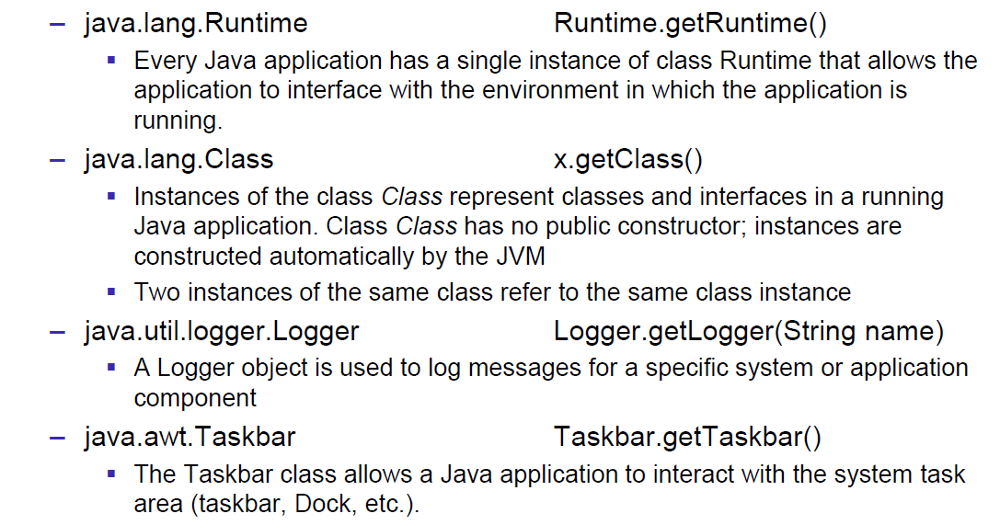 – java.lang.Runtime Runtime.getRuntime()
▪ Every Java application has a single instance of class Runtime that allows the
application to interface with the environment in which the application is
running.
– java.lang.Class x.getClass()
▪ Instances of the class Class represent classes and interfaces in a running
Java application. Class Class has no public constructor; instances are
constructed automatically by the JVM
▪ Two instances of the same class refer to the same class instance
– java.util.logger.Logger Logger.getLogger(String name)
▪ A Logger object is used to log messages for a specific system or application
component
– java.awt.Taskbar Taskbar.getTaskbar()
▪ The Taskbar class allows a Java application to interact with the system task
area (taskbar, Dock, etc.).